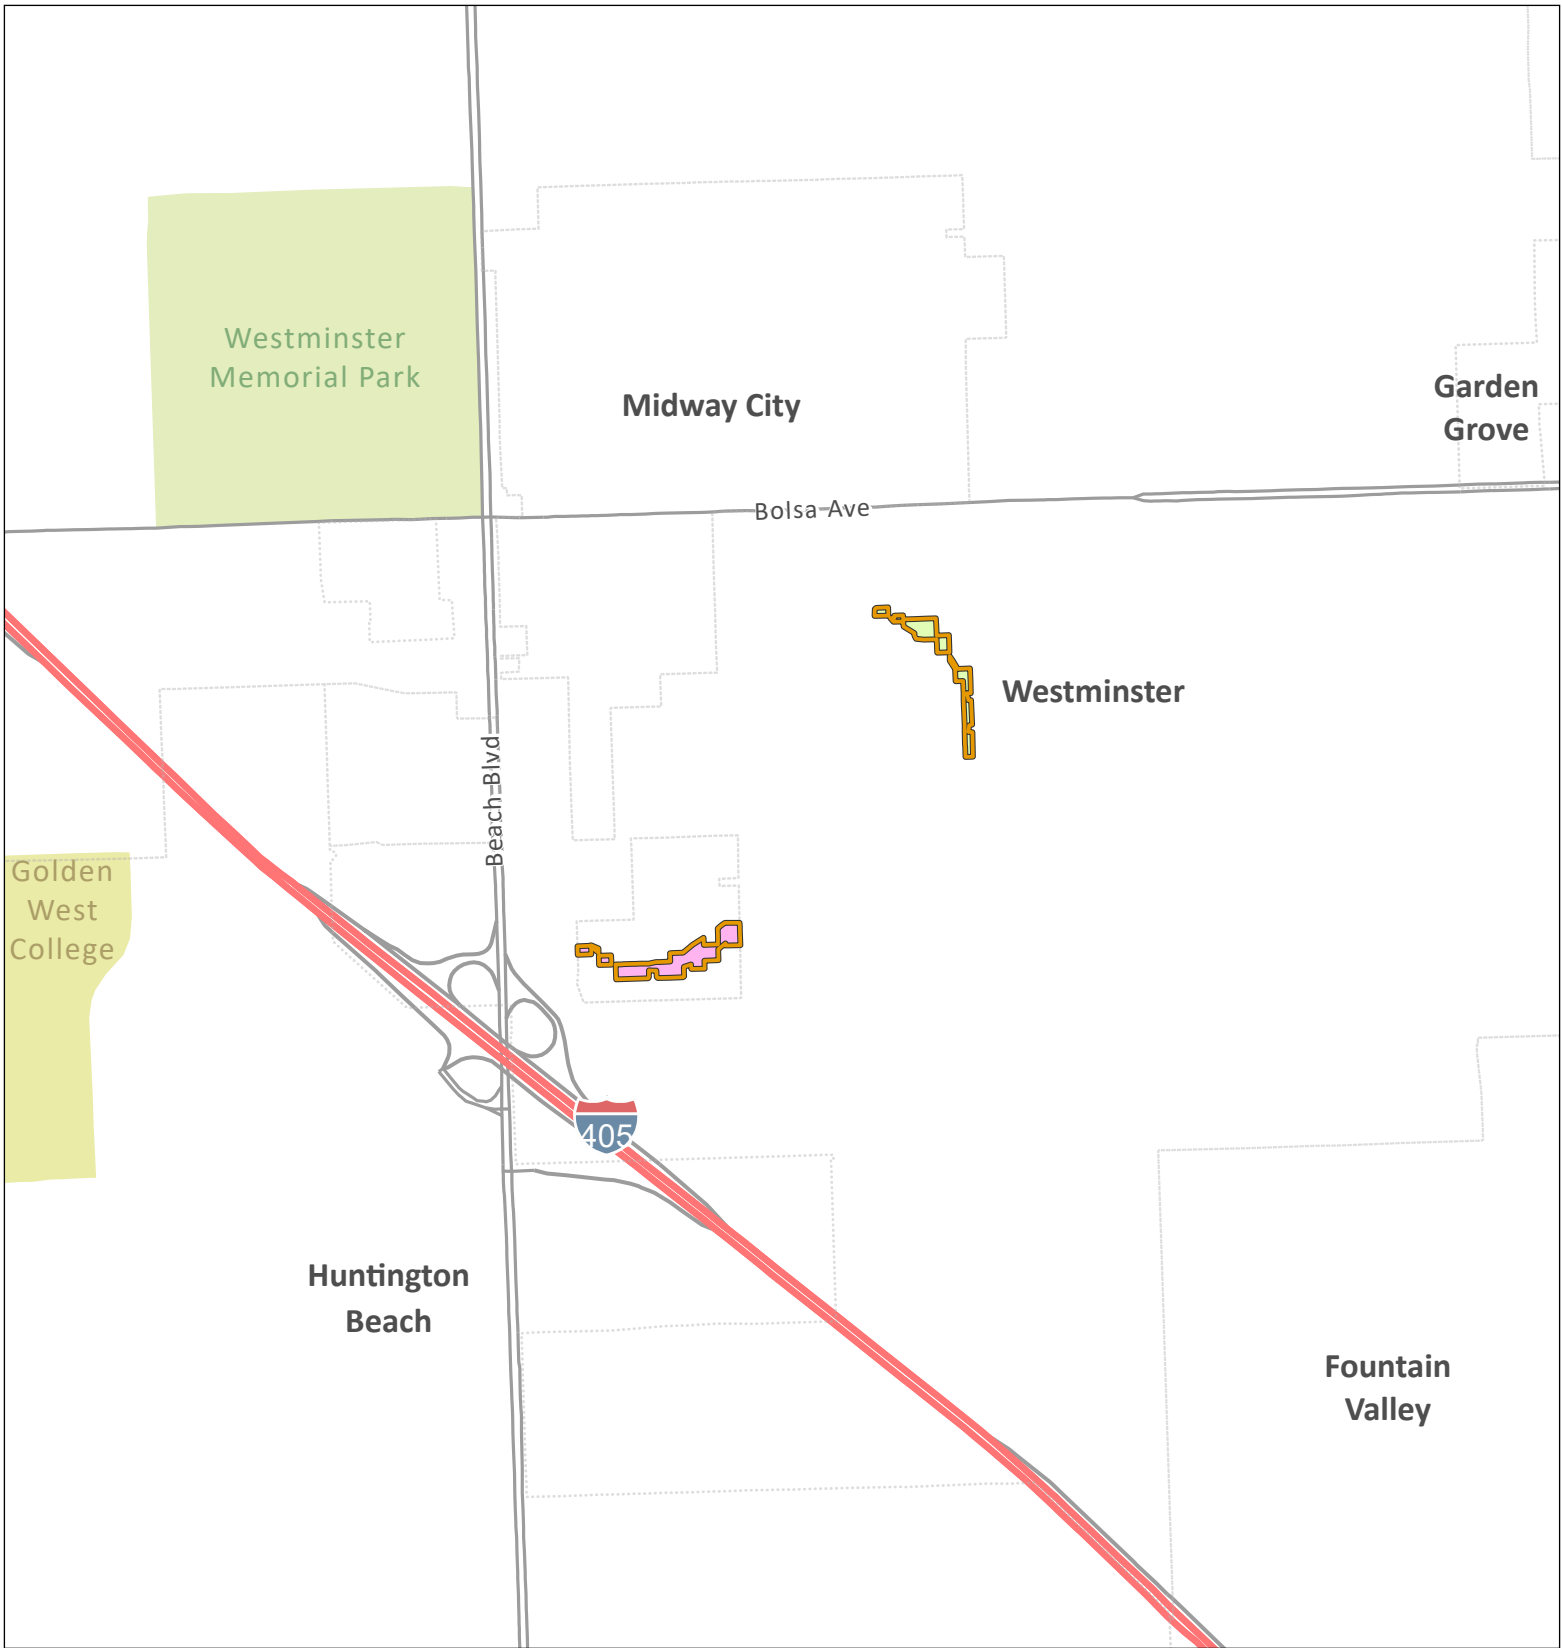 Westminster
Memorial Park
Midway City
Garden
Grove
Bolsa Ave
Westminster
Beach Blvd
Golden
West
College
405
Huntington
Beach
Fountain
Valley